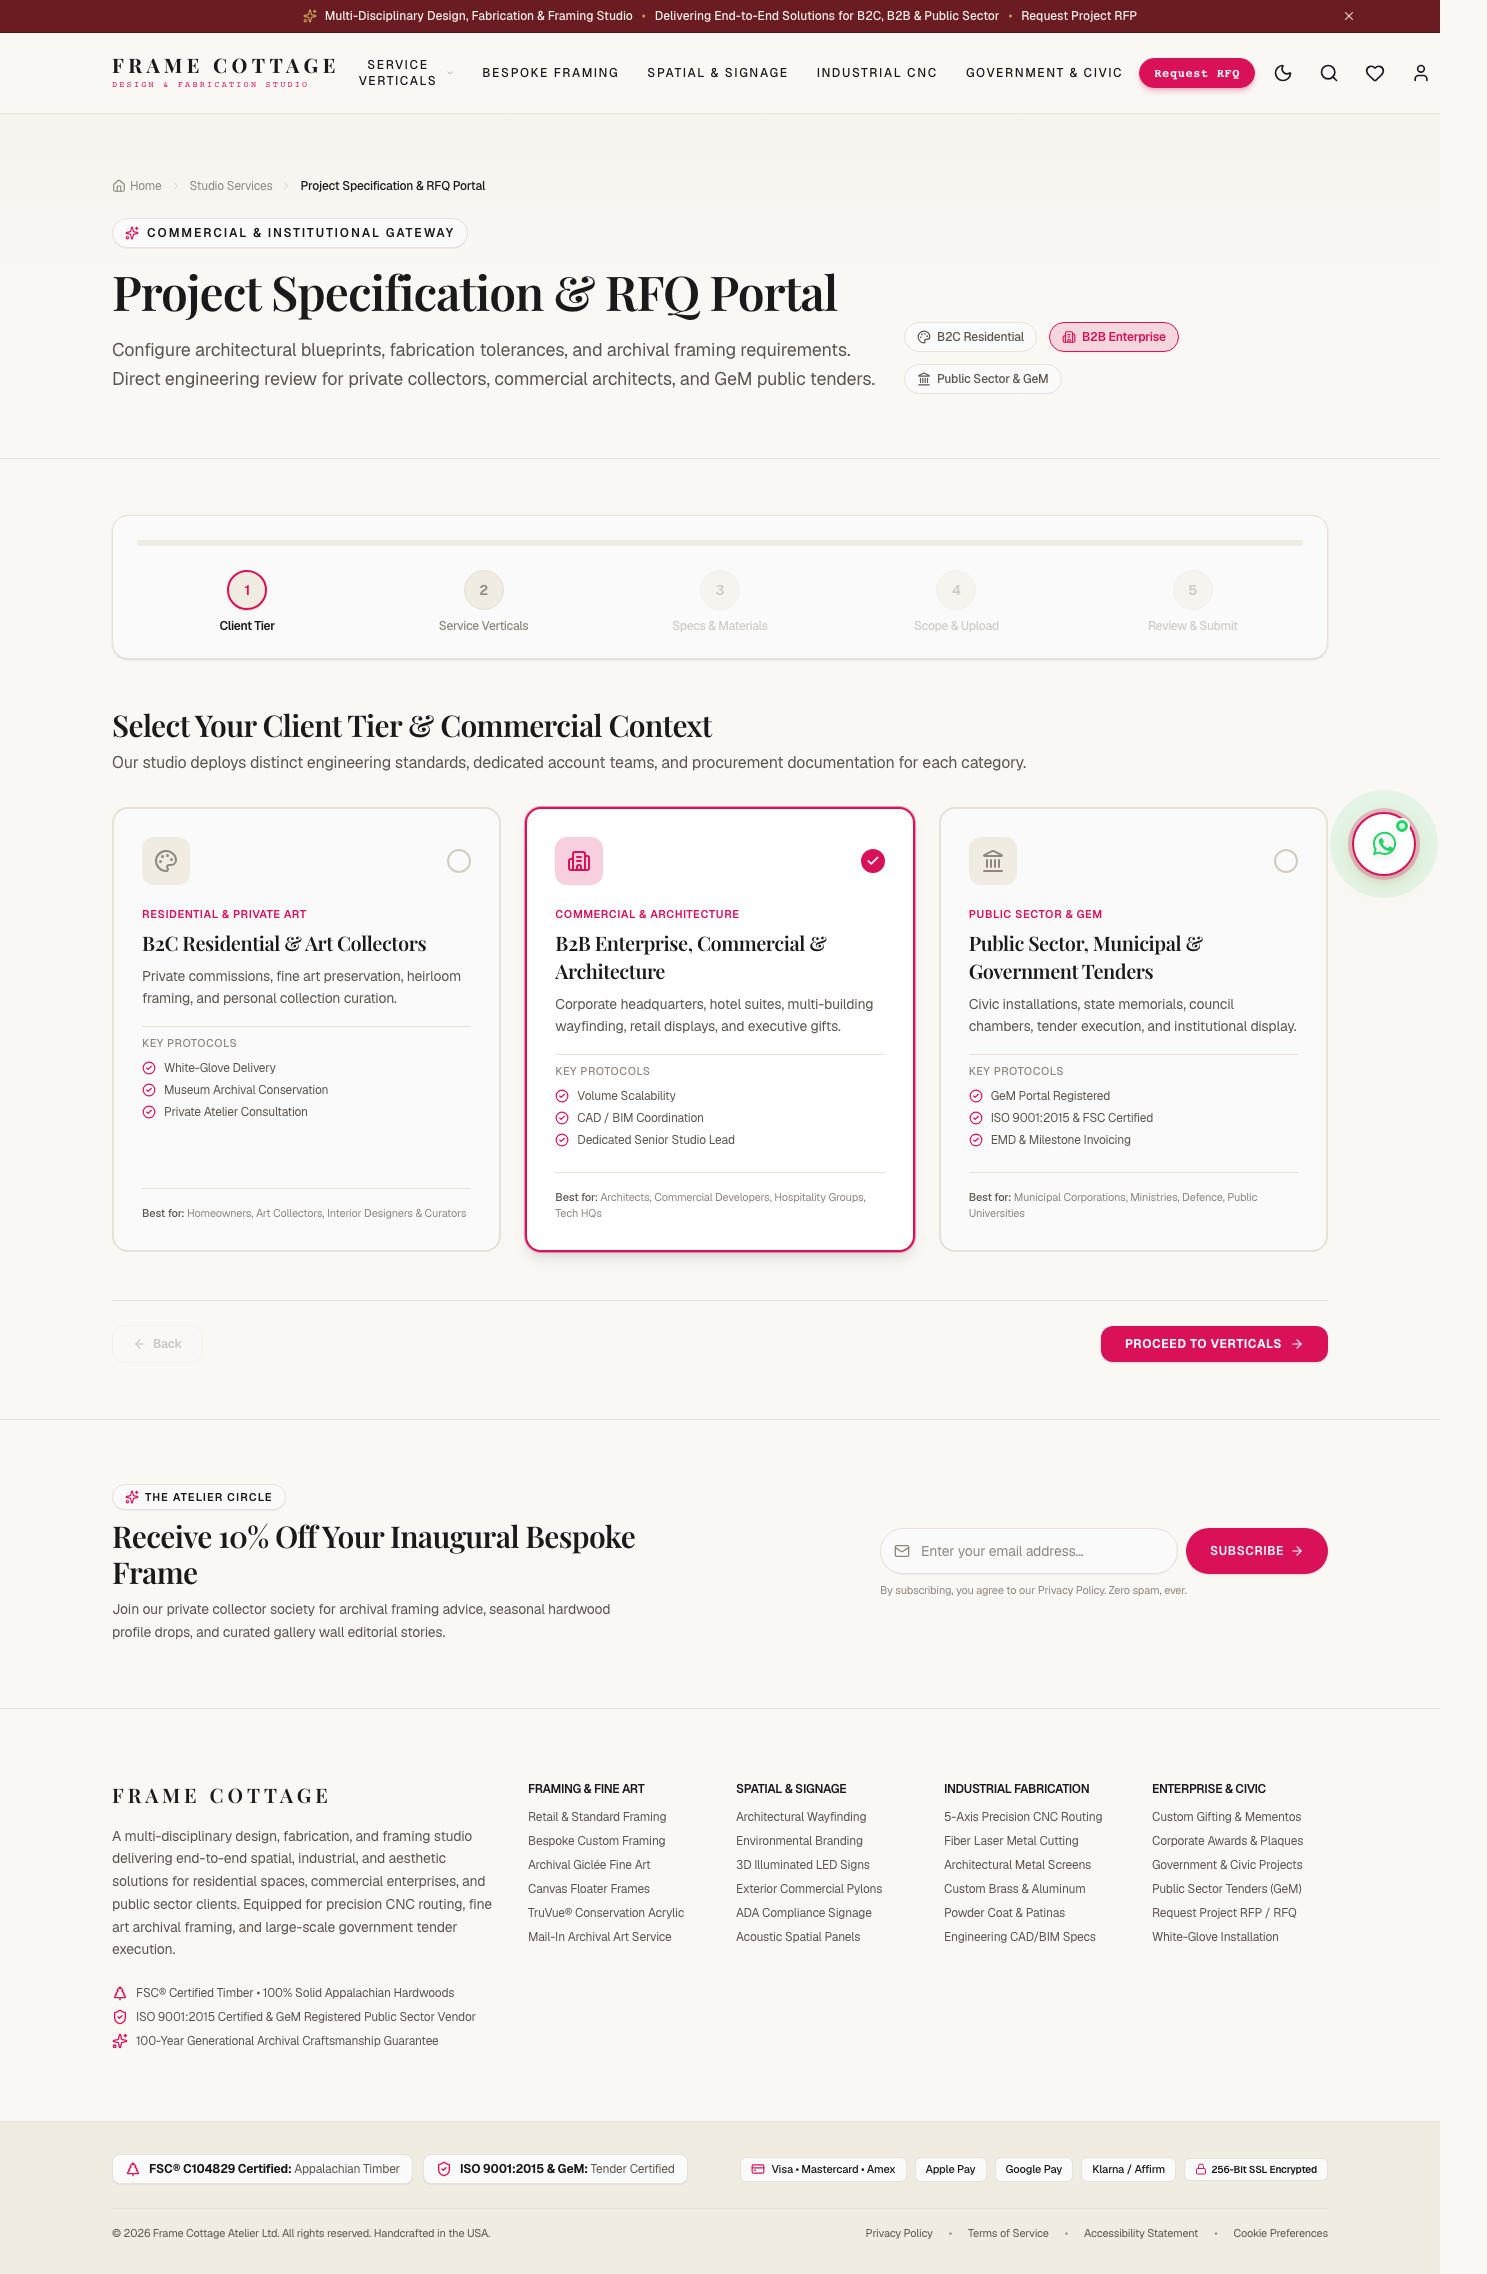 Multi-Disciplinary Design, Fabrication & Framing Studio • Delivering End-to-End Solutions for B2C, B2B & Public Sector • Request Project RFP
FRAME COTTAGE
DESIGN & FABRICATION STUDIO
SERVICE
VERTICALS
BESPOKE FRAMING
SPATIAL & SIGNAGE
INDUSTRIAL CNC
GOVERNMENT & CIVIC
Request RFQ
Home
Studio Services
Project Specification & RFQ Portal
COMMERCIAL & INSTITUTIONAL GATEWAY
Project Specification & RFQ Portal
Configure architectural blueprints, fabrication tolerances, and archival framing requirements.
Direct engineering review for private collectors, commercial architects, and GeM public tenders.
B2C Residential
B2B Enterprise
Public Sector & GeM
1
2
3
4
5
Client Tier
Service Verticals
Specs & Materials
Scope & Upload
Review & Submit
Select Your Client Tier & Commercial Context
Our studio deploys distinct engineering standards, dedicated account teams, and procurement documentation for each category.
RESIDENTIAL & PRIVATE ART
B2C Residential & Art Collectors
Private commissions, fine art preservation, heirloom
framing, and personal collection curation.
KEY PROTOCOLS
White-Glove Delivery
Museum Archival Conservation
Private Atelier Consultation
Best for: Homeowners, Art Collectors, Interior Designers & Curators
COMMERCIAL & ARCHITECTURE
B2B Enterprise, Commercial &
Architecture
Corporate headquarters, hotel suites, multi-building
wayfinding, retail displays, and executive gifts.
KEY PROTOCOLS
Volume Scalability
CAD / BIM Coordination
Dedicated Senior Studio Lead
Best for: Architects, Commercial Developers, Hospitality Groups,
Tech HQs
PUBLIC SECTOR & GEM
Public Sector, Municipal &
Government Tenders
Civic installations, state memorials, council
chambers, tender execution, and institutional display.
KEY PROTOCOLS
GeM Portal Registered
ISO 9001:2015 & FSC Certified
EMD & Milestone Invoicing
Best for: Municipal Corporations, Ministries, Defence, Public
Universities
Back
PROCEED TO VERTICALS
THE ATELIER CIRCLE
Receive 10% Off Your Inaugural Bespoke
Frame
Join our private collector society for archival framing advice, seasonal hardwood
profile drops, and curated gallery wall editorial stories.
Enter your email address...
SUBSCRIBE
By subscribing, you agree to our Privacy Policy. Zero spam, ever.
FRAME COTTAGE
A multi-disciplinary design, fabrication, and framing studio
delivering end-to-end spatial, industrial, and aesthetic
solutions for residential spaces, commercial enterprises, and
public sector clients. Equipped for precision CNC routing, fine
art archival framing, and large-scale government tender
execution.
FSC® Certified Timber • 100% Solid Appalachian Hardwoods
ISO 9001:2015 Certified & GeM Registered Public Sector Vendor
100-Year Generational Archival Craftsmanship Guarantee
FRAMING & FINE ART
Retail & Standard Framing
Bespoke Custom Framing
Archival Giclée Fine Art
Canvas Floater Frames
TruVue® Conservation Acrylic
Mail-In Archival Art Service
SPATIAL & SIGNAGE
Architectural Wayfinding
Environmental Branding
3D Illuminated LED Signs
Exterior Commercial Pylons
ADA Compliance Signage
Acoustic Spatial Panels
INDUSTRIAL FABRICATION
5-Axis Precision CNC Routing
Fiber Laser Metal Cutting
Architectural Metal Screens
Custom Brass & Aluminum
Powder Coat & Patinas
Engineering CAD/BIM Specs
ENTERPRISE & CIVIC
Custom Gifting & Mementos
Corporate Awards & Plaques
Government & Civic Projects
Public Sector Tenders (GeM)
Request Project RFP / RFQ
White-Glove Installation
FSC® C104829 Certified: Appalachian Timber
ISO 9001:2015 & GeM: Tender Certified
Visa • Mastercard • Amex
Apple Pay
Google Pay
Klarna / Affirm
256-Bit SSL Encrypted
© 2026 Frame Cottage Atelier Ltd. All rights reserved. Handcrafted in the USA.
Privacy Policy • Terms of Service • Accessibility Statement • Cookie Preferences